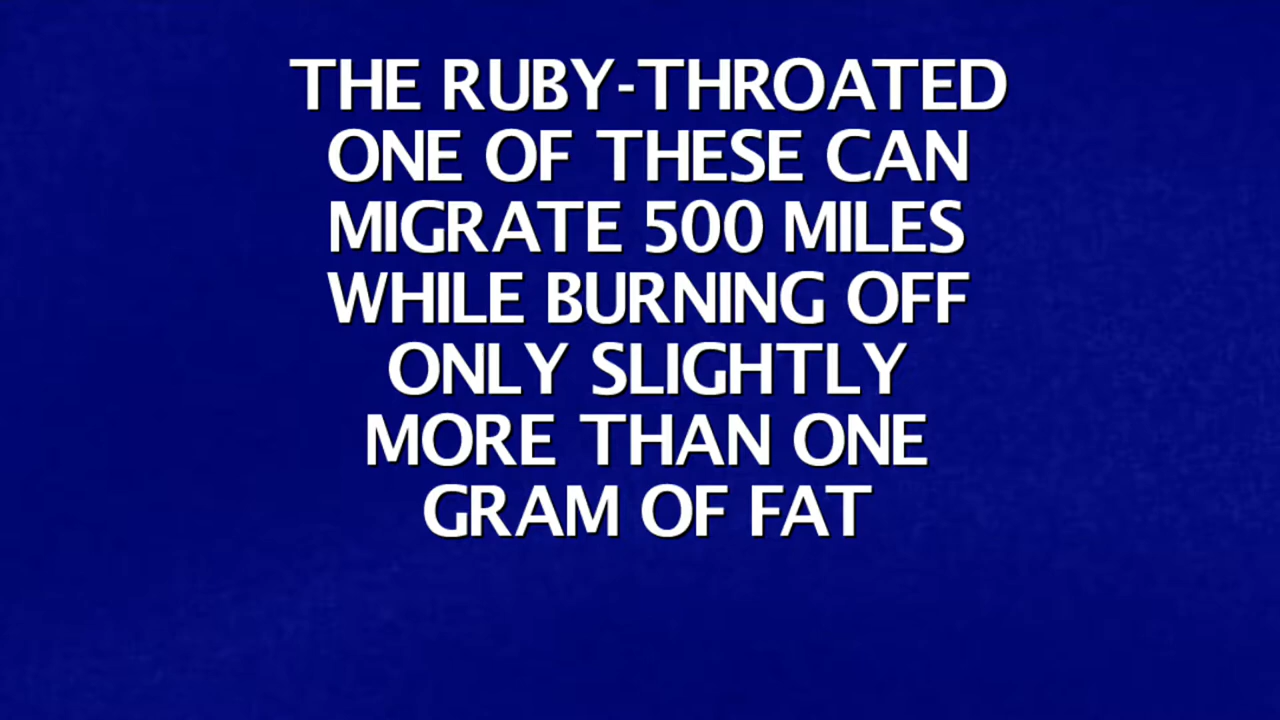 THE RUBY-THROATED
ONE OF THESE CAN
MIGRATE 500 MILES
WHILE BURNING OFF
ONLY SLIGHTLY
MORE THAN ONE
GRAM OF FAT